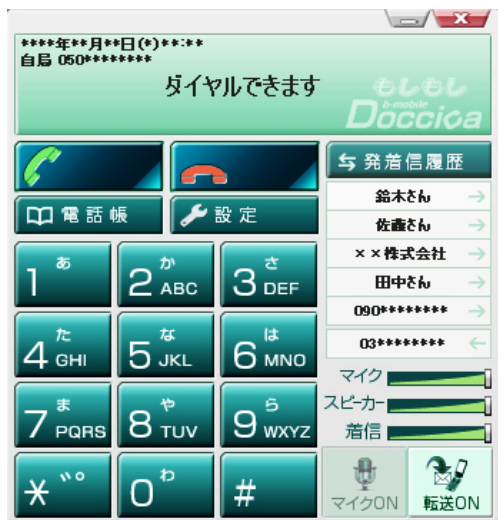 ****年**月**日(*)**:**
自局 050********
ダイヤルできます
もしもし
b-mobile
Doccica
発着信履歴
電話帳
設定
鈴木さん
佐藤さん
××株式会社
田中さん
090********
03********
1 あ
2 か ABC
3 さ DEF
4 た GHI
5 な JKL
6 は MNO
7 ま PQRS
8 や TUV
9 ら WXYZ
* ゛゜
0 わ
#
マイク
スピーカー
着信
マイクON
転送ON